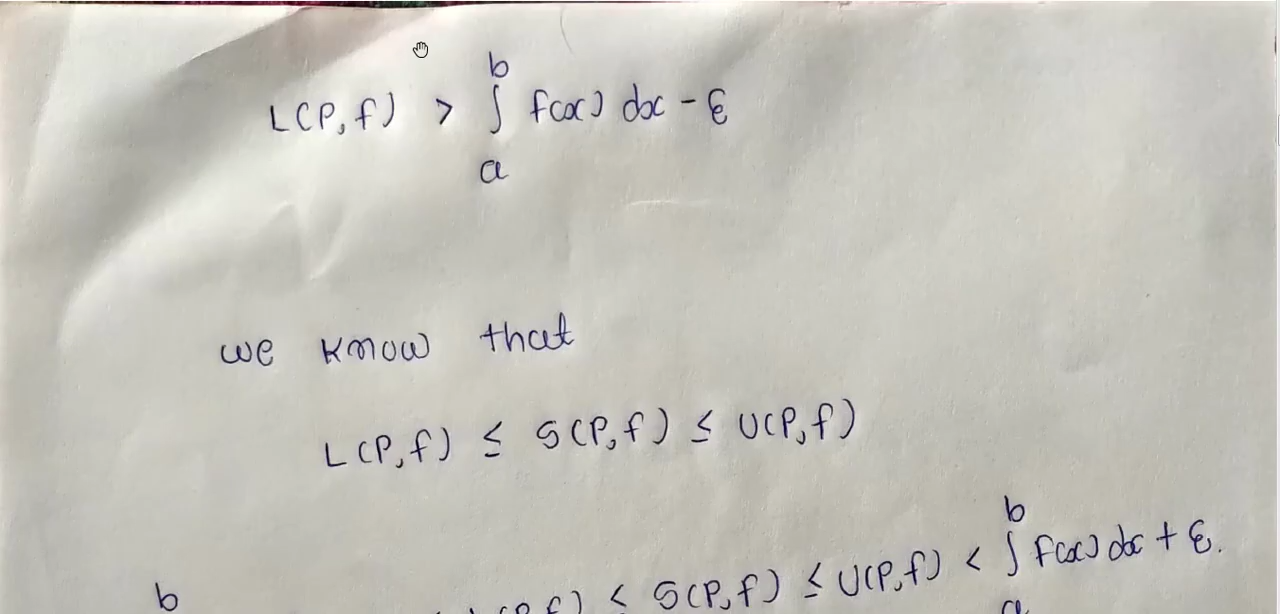 b
L(P,f) > ∫ f(x) dx - ε
a
we know that
L(P,f) ≤ S(P,f) ≤ U(P,f)
b
b
L(P,f) ≤ S(P,f) ≤ U(P,f) < ∫ f(x) dx + ε.
a